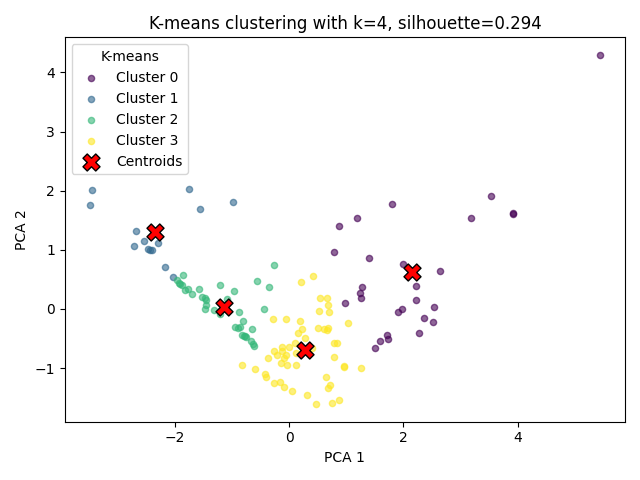 K-means clustering with k=4, silhouette=0.294
K-means
Cluster 0
Cluster 1
Cluster 2
Cluster 3
Centroids
PCA 2
4
3
2
1
0
−1
−2
0
2
4
PCA 1